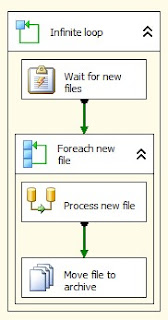 Infinite loop
Wait for new
files
Foreach new
file
Process new file
Move file to
archive